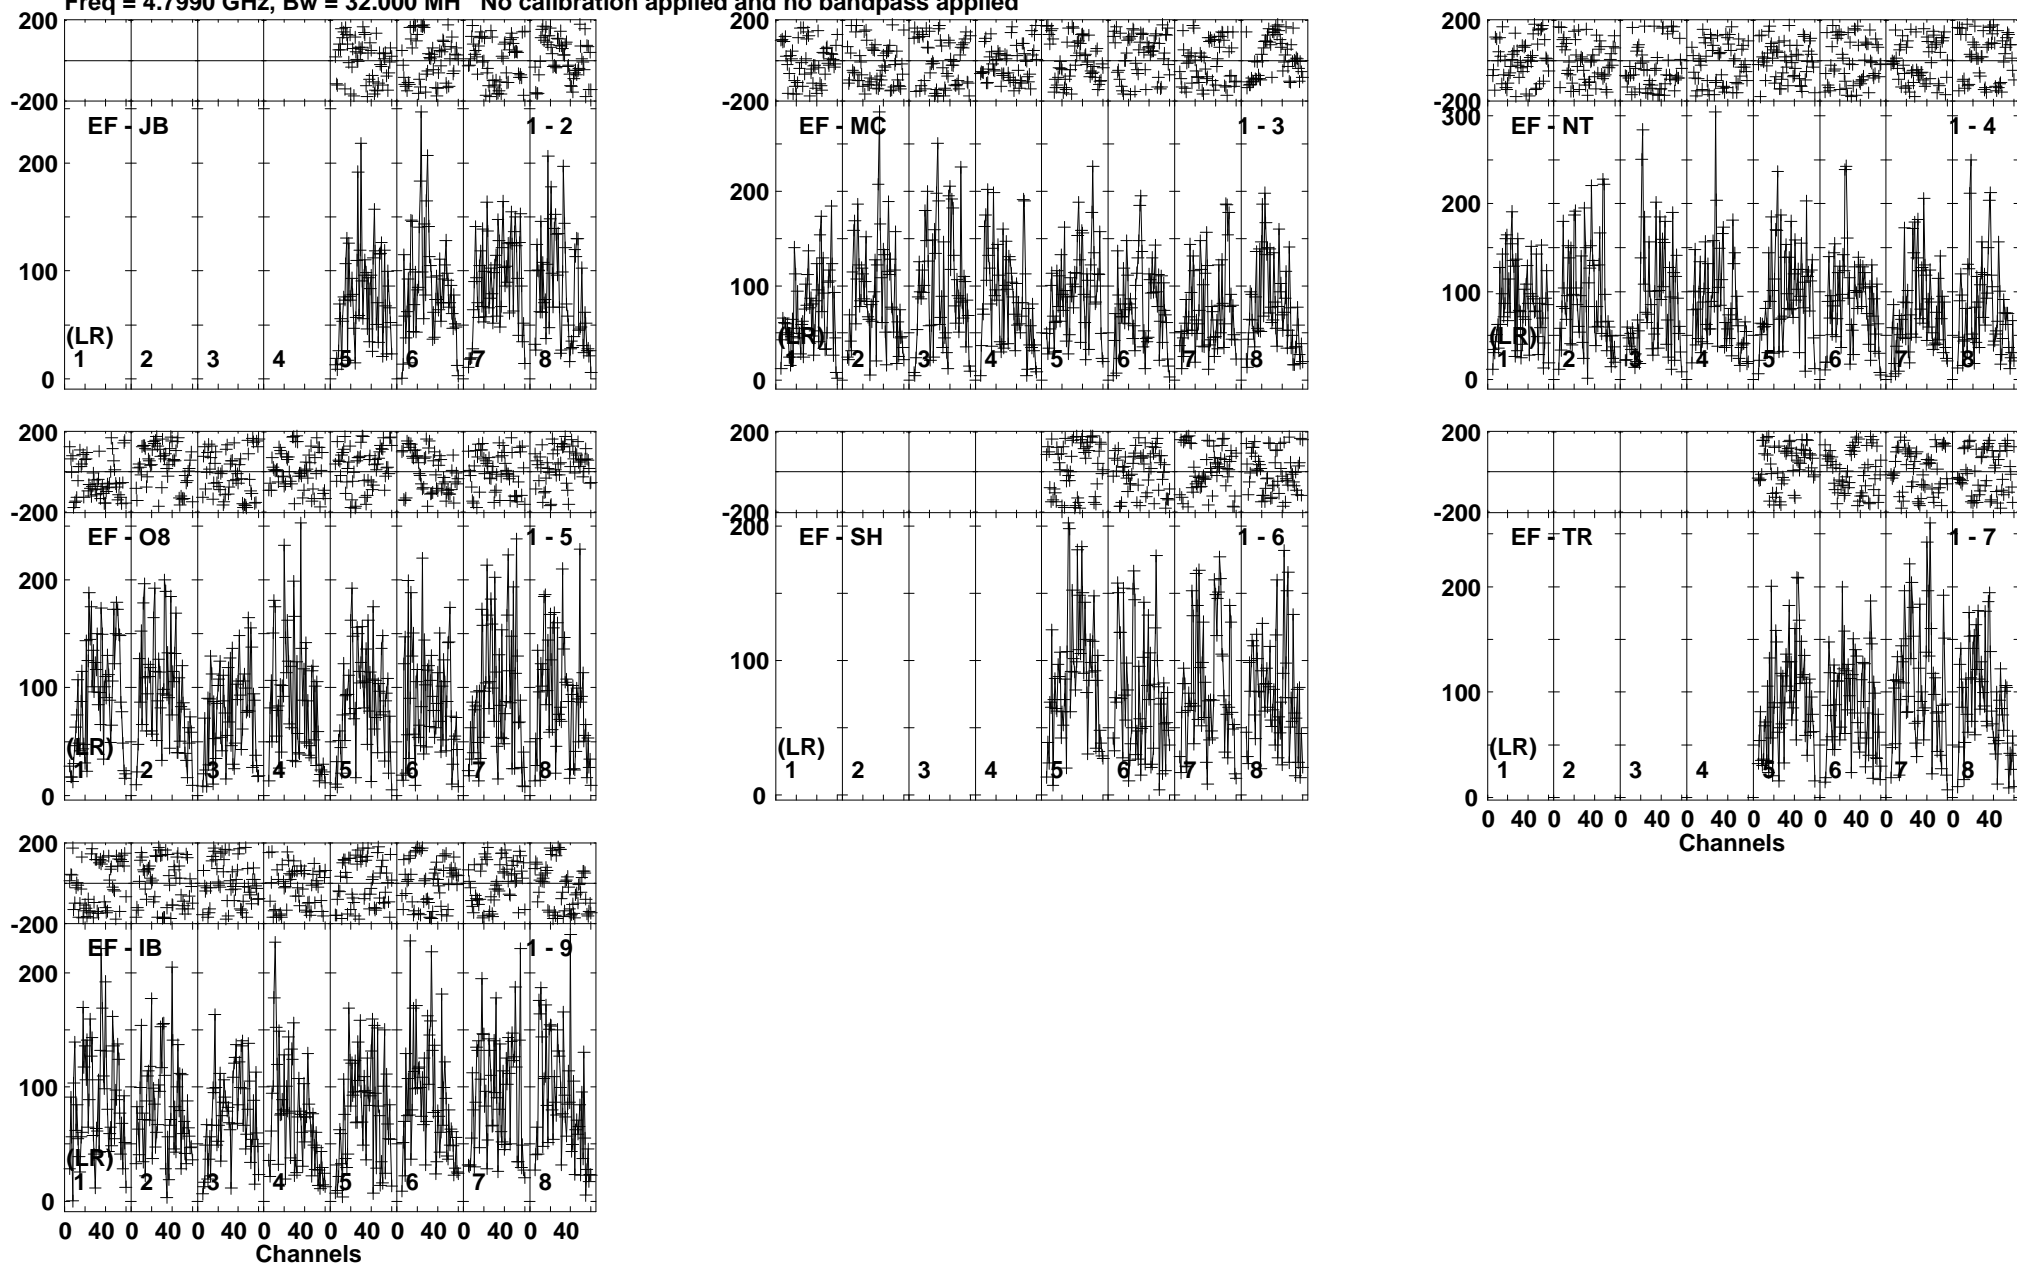 Freq = 4.7990 GHz, Bw = 32.000 MH No calibration applied and no bandpass applied
200
-200
EF - JB 1 - 2
200
100
(LR)
1 2 3 4 5 6 7 8
0
-200
EF - MC 1 - 3
200
100
(LR)
1 2 3 4 5 6 7 8
0
200
-200
300
EF - NT 1 - 4
200
100
(LR)
1 2 3 4 5 6 7 8
0
200
-200
EF - O8 1 - 5
200
100
(LR)
1 2 3 4 5 6 7 8
0
200
-200
200
EF - SH 1 - 6
100
(LR)
1 2 3 4 5 6 7 8
0
200
-200
EF - TR 1 - 7
200
100
(LR)
1 2 3 4 5 6 7 8
0
0 40 0 40 0 40 0 40 0 40 0 40 0 40 0 40
Channels
200
-200
EF - IB 1 - 9
200
100
(LR)
1 2 3 4 5 6 7 8
0
0 40 0 40 0 40 0 40 0 40 0 40 0 40 0 40
Channels